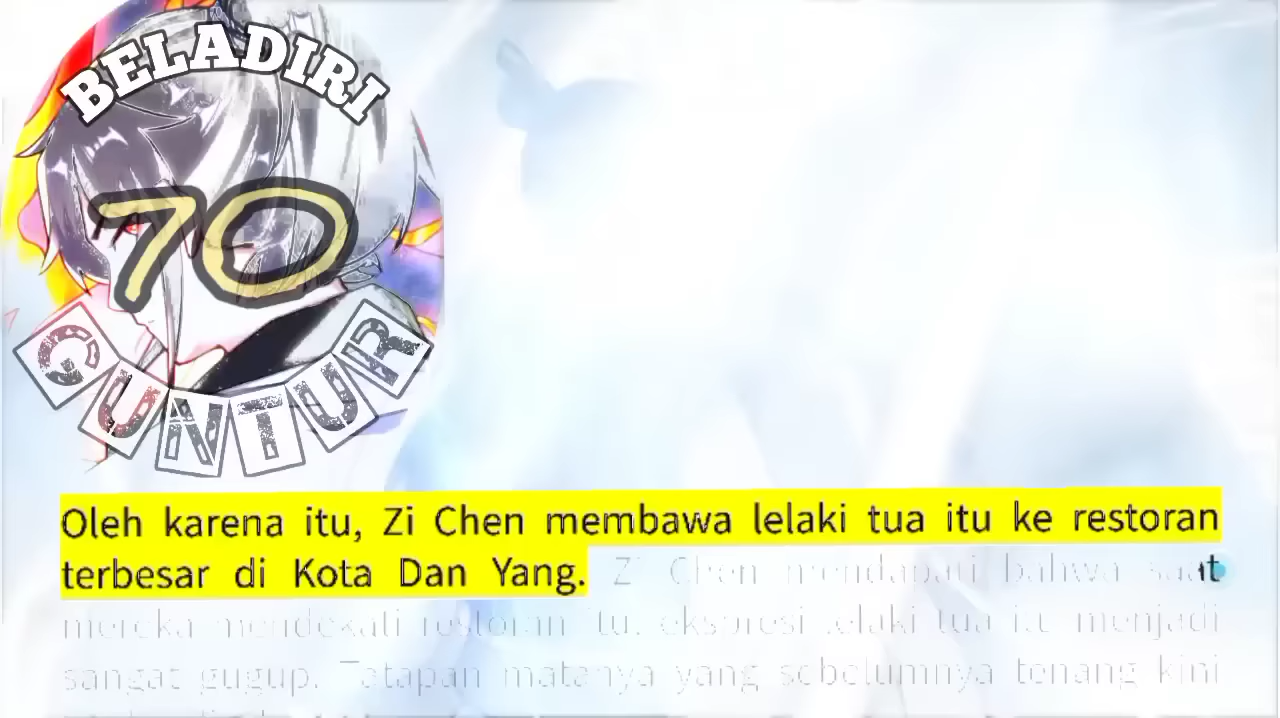 BELADIRI
70
GUNTUR
Oleh karena itu, Zi Chen membawa lelaki tua itu ke restoran
terbesar di Kota Dan Yang. Zi Chen mendapati bahwa saat
mereka mendekati restoran itu, ekspresi lelaki tua itu menjadi
sangat gugup. Tatapan matanya yang sebelumnya tenang kini